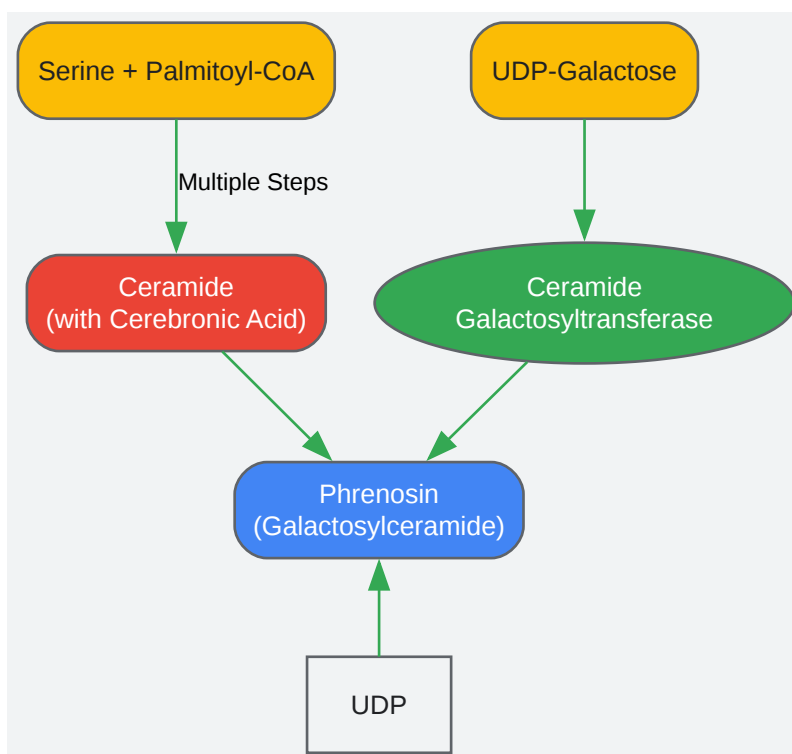 Serine + Palmitoyl-CoA
UDP-Galactose
Multiple Steps
Ceramide
(with Cerebronic Acid)
Ceramide
Galactosyltransferase
Phrenosin
(Galactosylceramide)
UDP